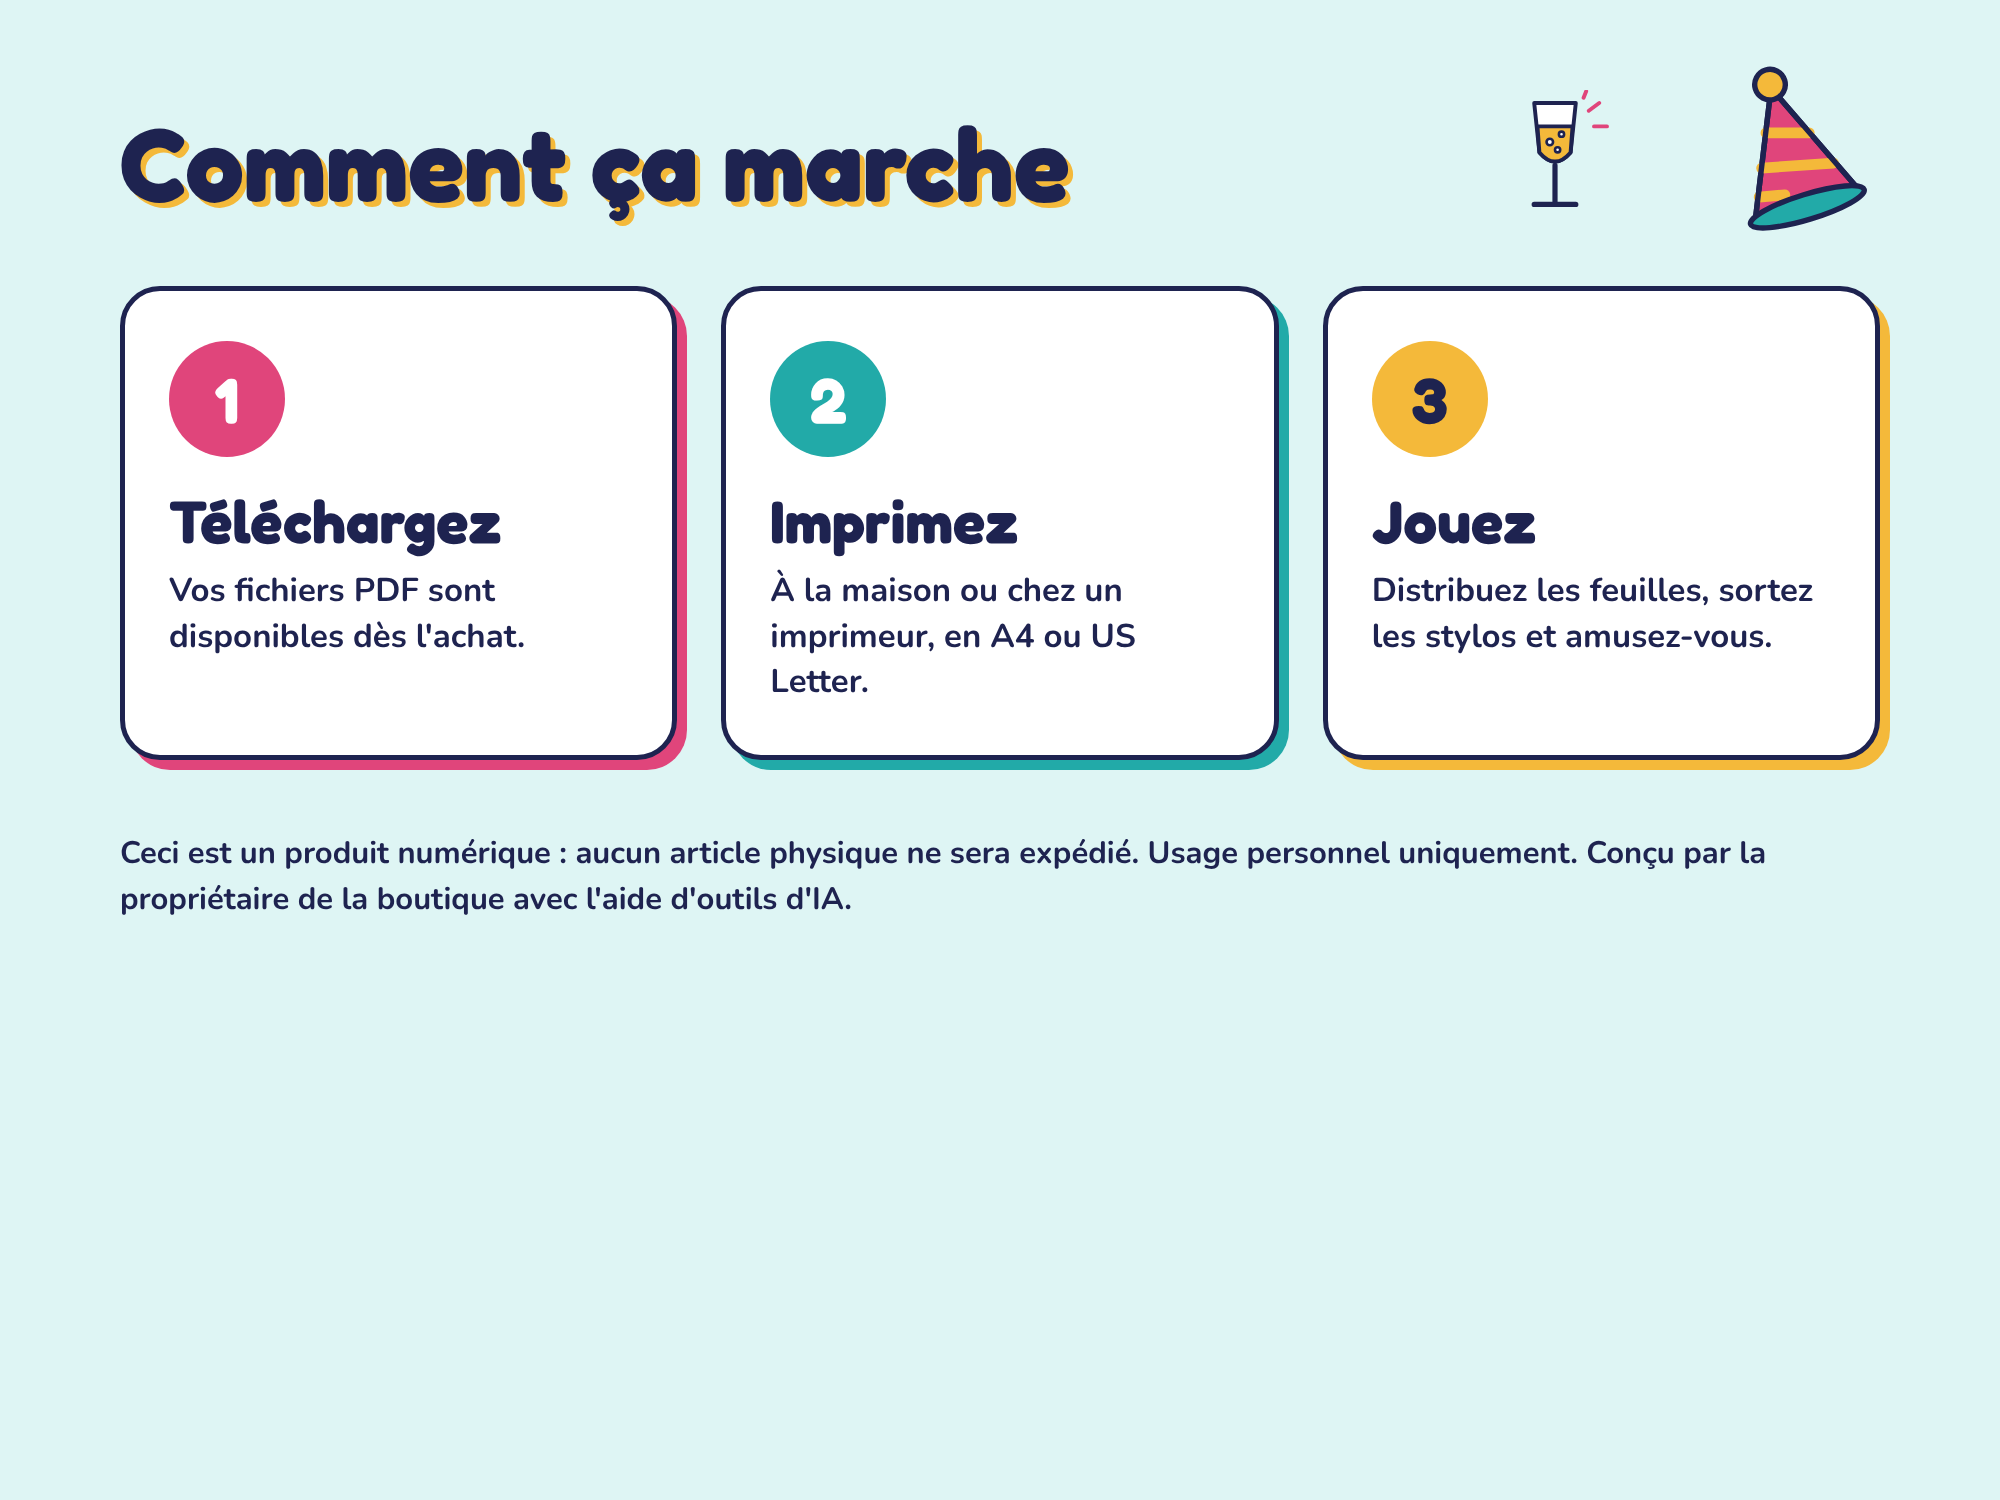 Comment ça marche
1
Téléchargez
Vos fichiers PDF sont
disponibles dès l'achat.
2
Imprimez
À la maison ou chez un
imprimeur, en A4 ou US
Letter.
3
Jouez
Distribuez les feuilles, sortez
les stylos et amusez-vous.
Ceci est un produit numérique : aucun article physique ne sera expédié. Usage personnel uniquement. Conçu par la
propriétaire de la boutique avec l'aide d'outils d'IA.